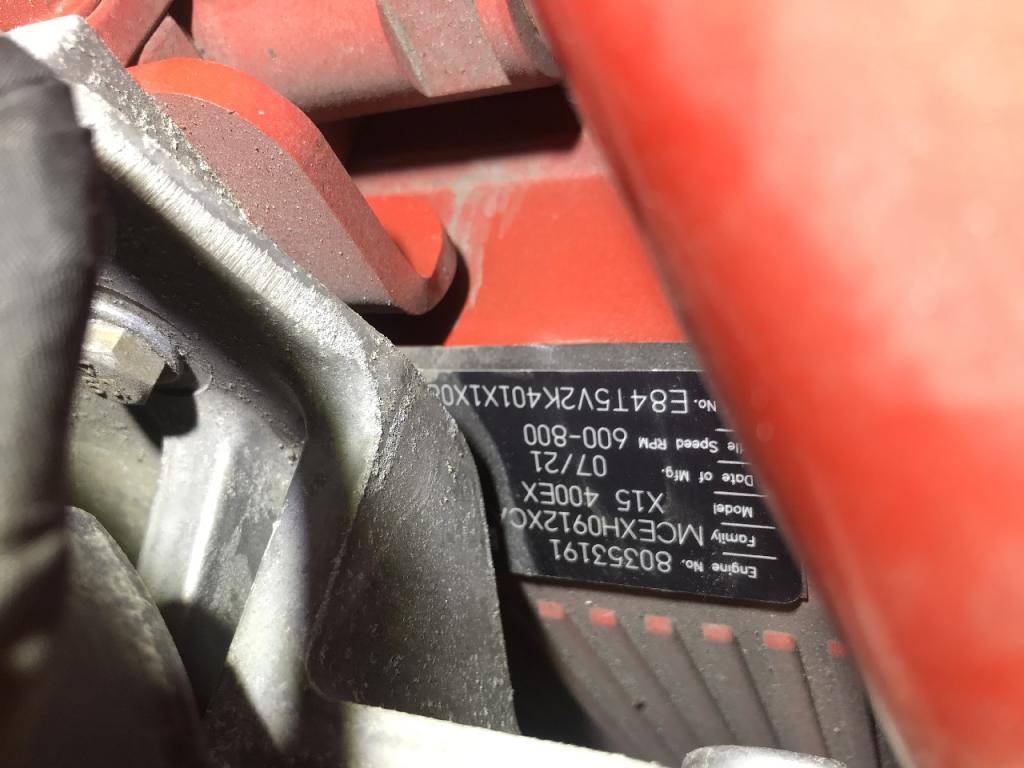 Engine No. 80353191
Family MCEXH0912XC
Model X15 400EX
Date of Mfg. 07/21
Speed RPM 600-800
No. E84T5V2K401X1X0